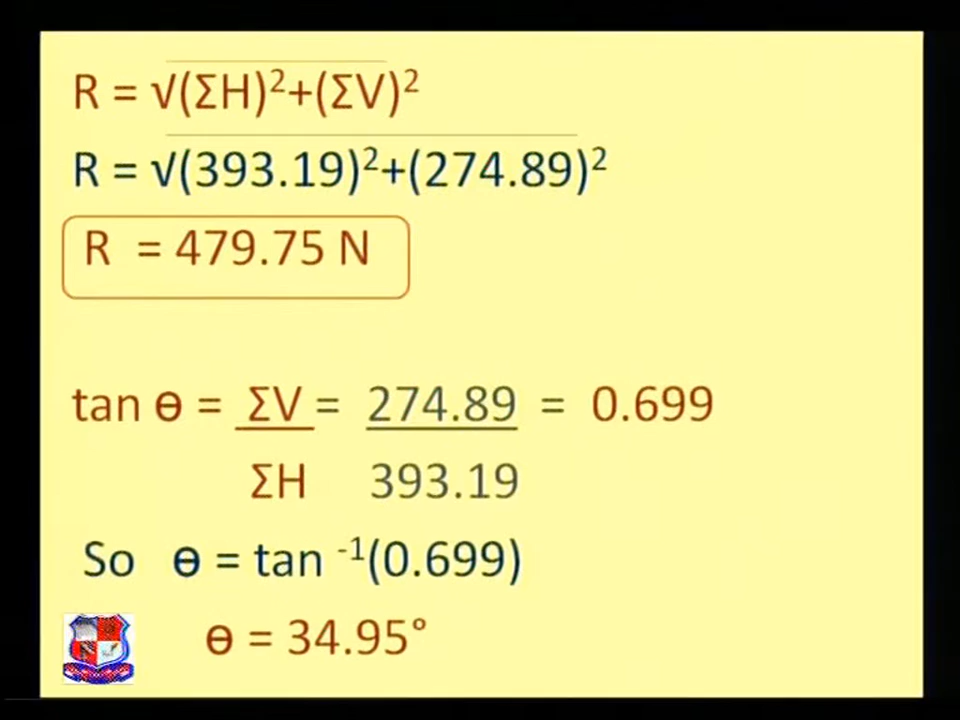 R = √(ΣH)²+(ΣV)²
R = √(393.19)²+(274.89)²
R = 479.75 N
tan ɵ = ΣV = 274.89 = 0.699
ΣH 393.19
So ɵ = tan ⁻¹(0.699)
ɵ = 34.95°